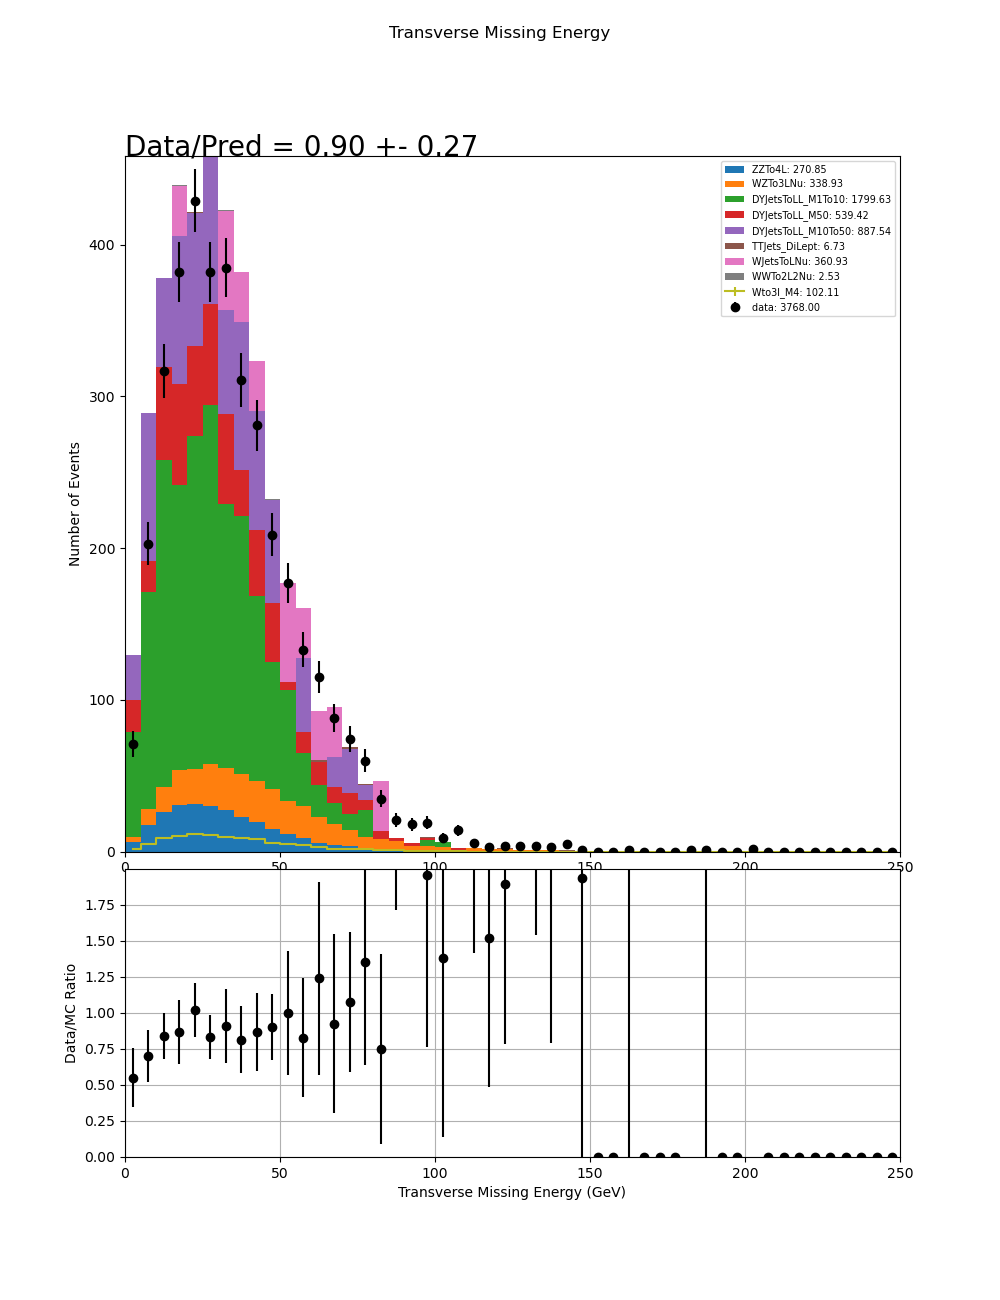 Transverse Missing Energy
Data/Pred = 0.90 +- 0.27
ZZTo4L: 270.85
WZTo3LNu: 338.93
DYJetsToLL_M1To10: 1799.63
DYJetsToLL_M50: 539.42
DYJetsToLL_M10To50: 887.54
TTJets_DiLept: 6.73
WJetsToLNu: 360.93
WWTo2L2Nu: 2.53
Wto3l_M4: 102.11
data: 3768.00
400
300
200
100
0
Number of Events
0 50 100 150 200 250
1.75
1.50
1.25
1.00
0.75
0.50
0.25
0.00
Data/MC Ratio
0 50 100 150 200 250
Transverse Missing Energy (GeV)